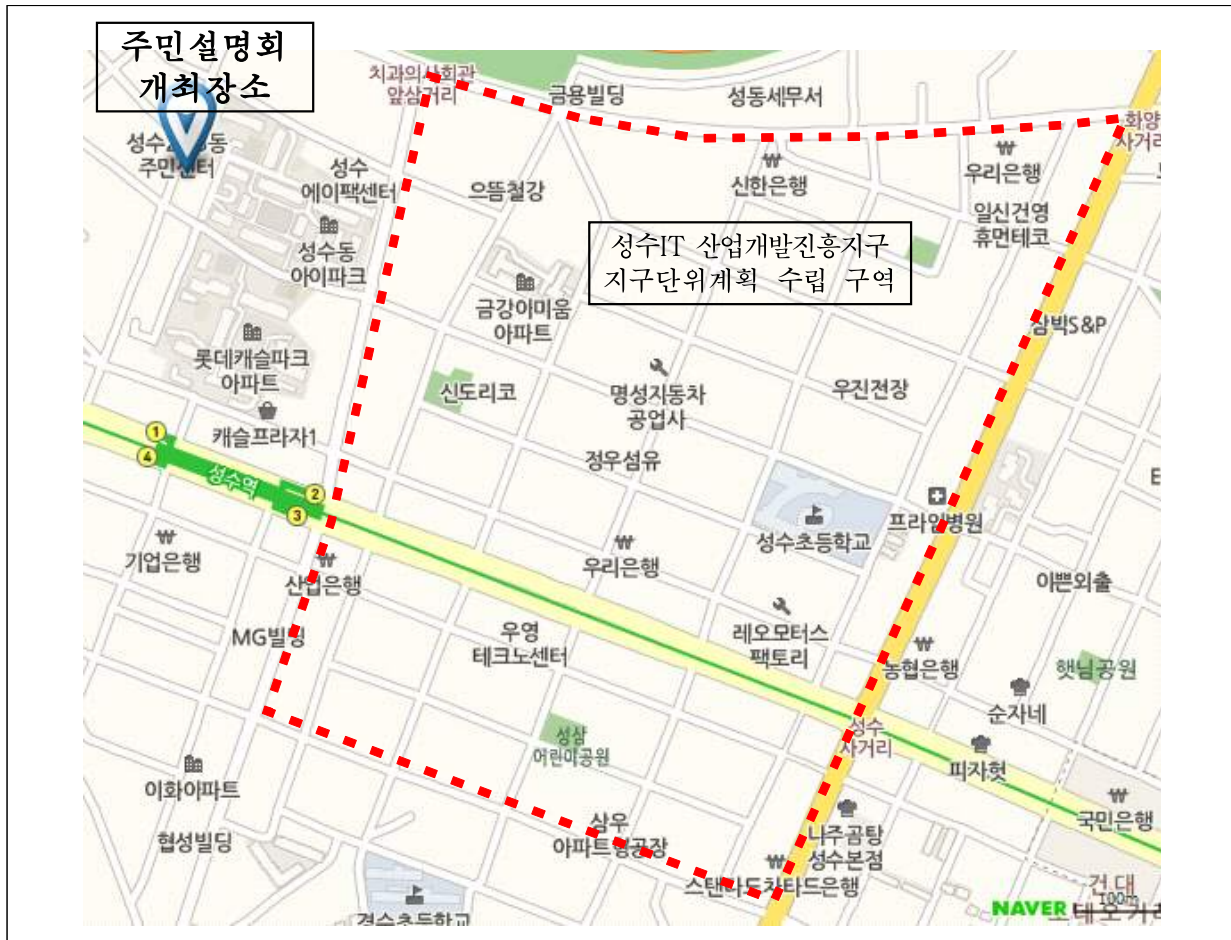 주민설명회
개최장소
치과의사회관
앞삼거리
금용빌딩
성동세무서
화양
사거리
성수
동
주민센터
성수
에이팩센터
으뜸철강
신한은행
우리은행
일신건영
휴먼테코
성수동
아이파크
성수IT 산업개발진흥지구
지구단위계획 수립 구역
금강아미움
아파트
삼빅S&P
롯데캐슬파크
아파트
신도리코
명성자동차
공업사
우진전장
캐슬프라자1
1
4
성수역
2
3
정우섬유
성수초등학교
프라임병원
기업은행
산업은행
우리은행
이쁜외출
MG빌딩
우영
테크노센터
레오모터스
팩토리
농협은행
햇님공원
순자네
성수
사거리
피자헛
성삼
어린이공원
이화아파트
협성빌딩
삼우
아파트형공장
나주곰탕
성수본점
국민은행
스탠다드차타드은행
경수초등학교
건대
100m
NAVER